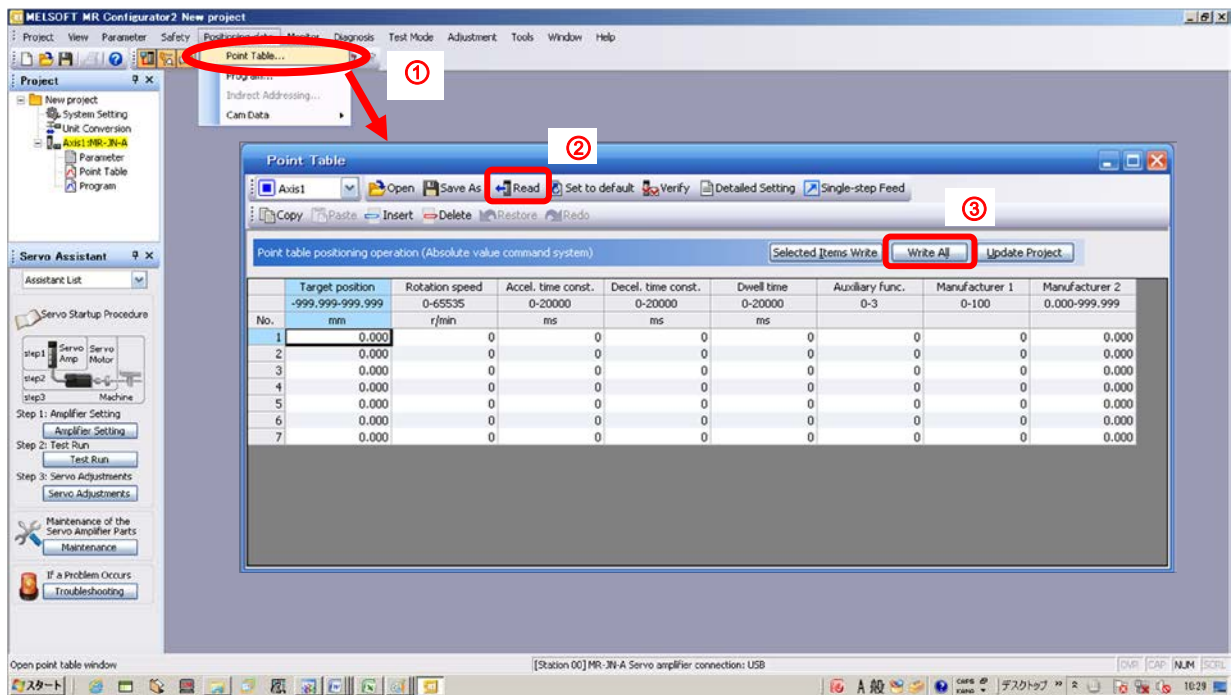 MELSOFT MR Configurator2 New project
Project View Parameter Safety Positioning data Monitor Diagnosis Test Mode Adjustment Tools Window Help
Point Table...
①
Program...
Indirect Addressing...
Cam Data
Project
New project
System Setting
Unit Conversion
Axis1:MR-JN-A
Parameter
Point Table
Program
②
Point Table
Axis1 Open Save As Read Set to default Verify Detailed Setting Single-step Feed
Copy Paste Insert Delete Restore Redo
③
Point table positioning operation (Absolute value command system) Selected Items Write Write All Update Project
Target position Rotation speed Accel. time const. Decel. time const. Dwell time Auxiliary func. Manufacturer 1 Manufacturer 2
-999.999-999.999 0-65535 0-20000 0-20000 0-20000 0-3 0-100 0.000-999.999
No. mm r/min ms ms ms
1 0.000 0 0 0 0 0 0 0.000
2 0.000 0 0 0 0 0 0 0.000
3 0.000 0 0 0 0 0 0 0.000
4 0.000 0 0 0 0 0 0 0.000
5 0.000 0 0 0 0 0 0 0.000
6 0.000 0 0 0 0 0 0 0.000
7 0.000 0 0 0 0 0 0 0.000
Servo Assistant
Assistant List
Servo Startup Procedure
step1 Servo Amp Servo Motor
step2
step3 Machine
Step 1: Amplifier Setting
Amplifier Setting
Step 2: Test Run
Test Run
Step 3: Servo Adjustments
Servo Adjustments
Maintenance of the
Servo Amplifier Parts
Maintenance
If a Problem Occurs
Troubleshooting
Open point table window [Station 00] MR-JN-A Servo amplifier connection: USB OVR CAP NUM SCRL
スタート A 般 CAPS KANA デスクトップ 10:29